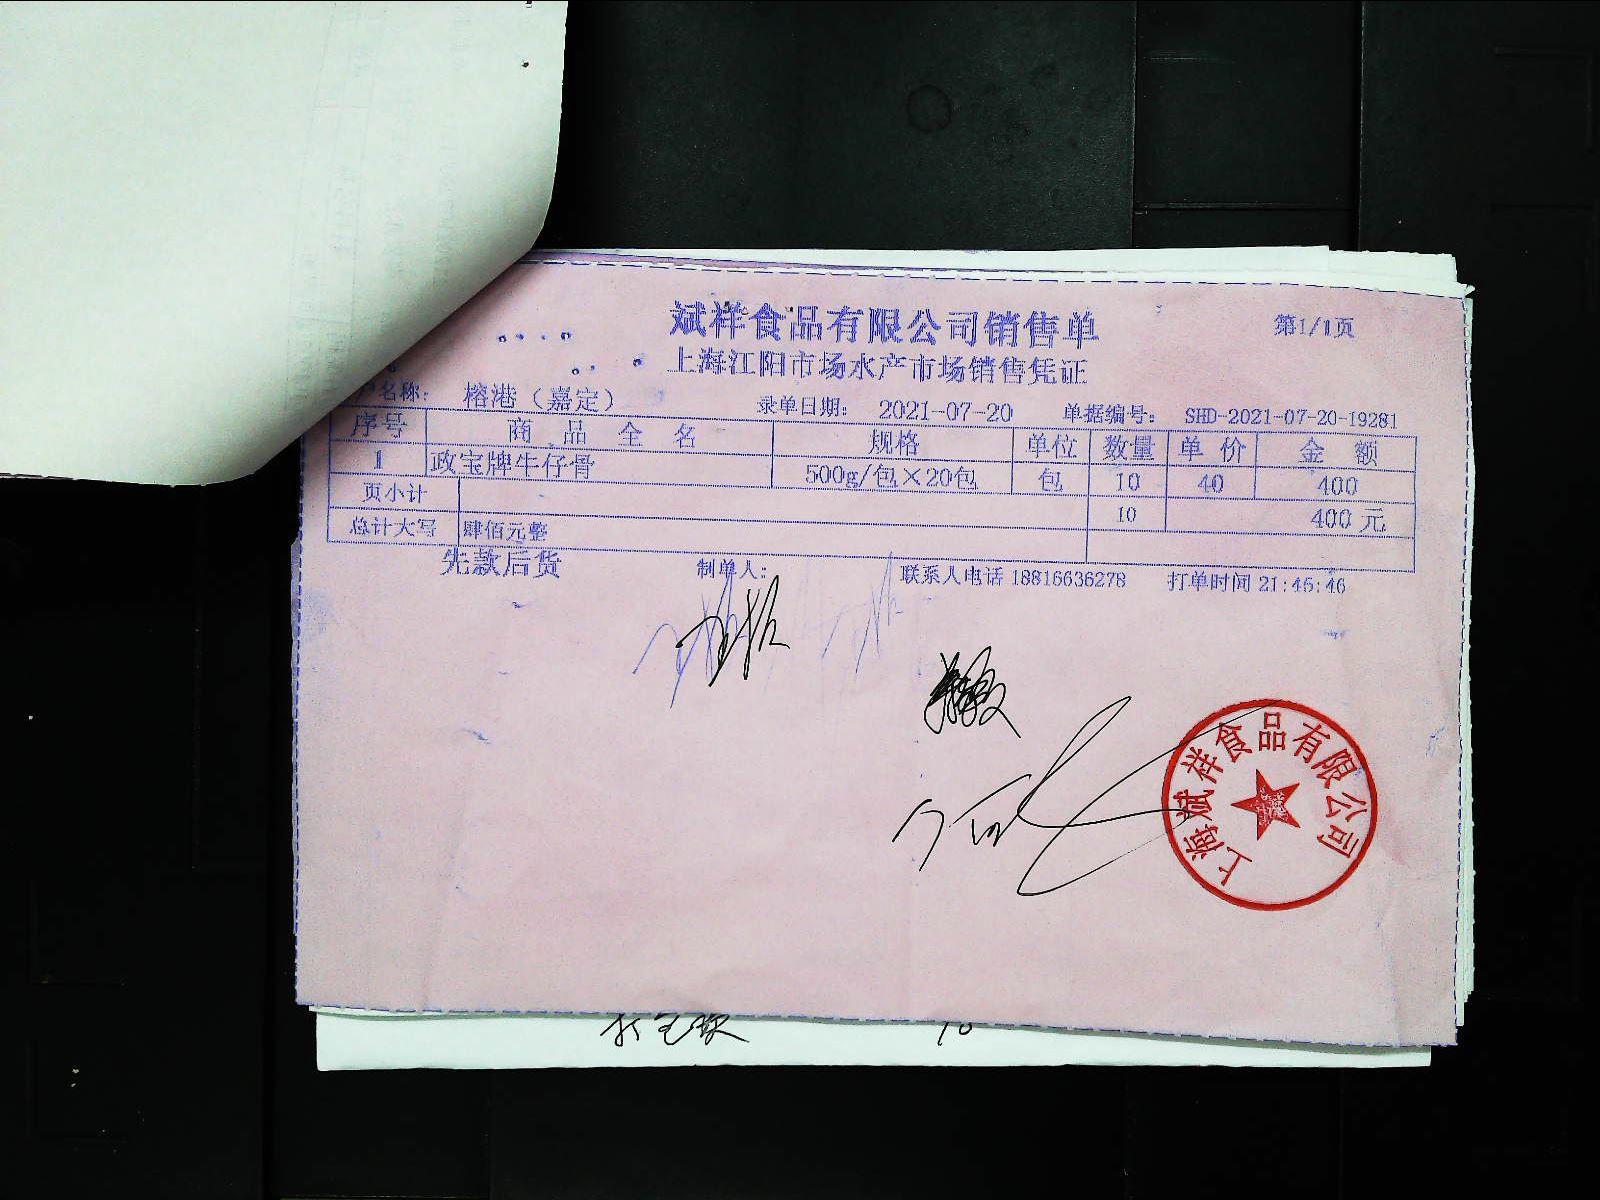 斌祥食品有限公司销售单
第1/1页
上海江阳市场水产市场销售凭证
户名称： 榕港（嘉定） 录单日期： 2021-07-20 单据编号： SHD-2021-07-20-19281
序号 商品全名 规格 单位 数量 单价 金额
1 政宝牌牛仔骨 500g/包×20包 包 10 40 400
页小计 10 400元
总计大写 肆佰元整
先款后货 制单人： 联系人电话 18816636278 打单时间 21:45:46
上海斌祥食品有限公司